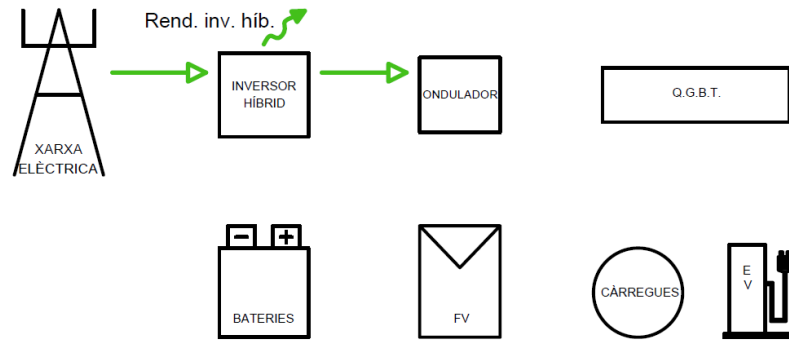 Rend. inv. híb.
INVERSOR
HÍBRID
ONDULADOR
Q.G.B.T.
XARXA
ELÈCTRICA
BATERIES
FV
CÀRREGUES
E
V